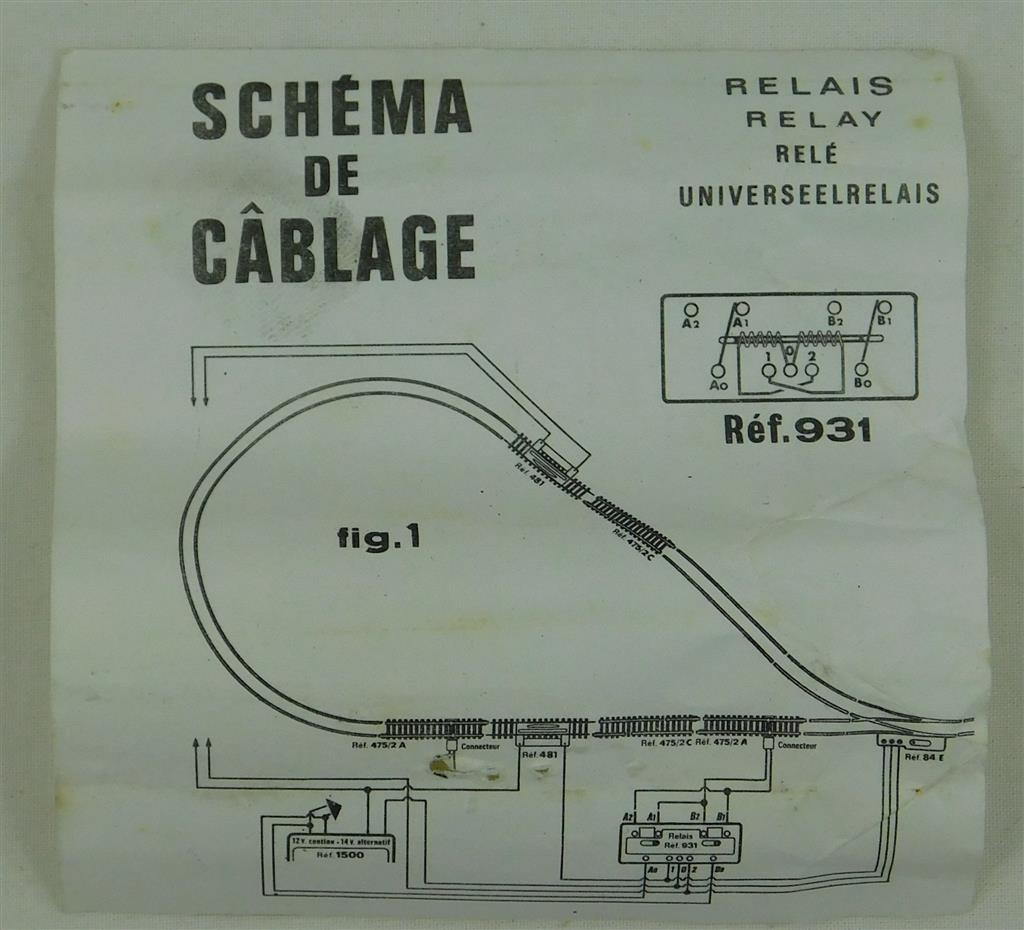 SCHÉMA
DE
CÂBLAGE
RELAIS
RELAY
RELÉ
UNIVERSEELRELAIS
A2 A1 B2 B1
1 0 2
A0 B0
Réf.931
Réf. 481
Réf. 475/2 C
fig.1
Réf. 475/2 A
Connecteur
Réf. 481
Réf. 475/2 C
Réf. 475/2 A
Connecteur
Réf. 84 E
A2 A1 B2 B1
Relais
Réf. 931
12 v. continu - 14 v. alternatif
Réf. 1500
A0 1 0 2 B0